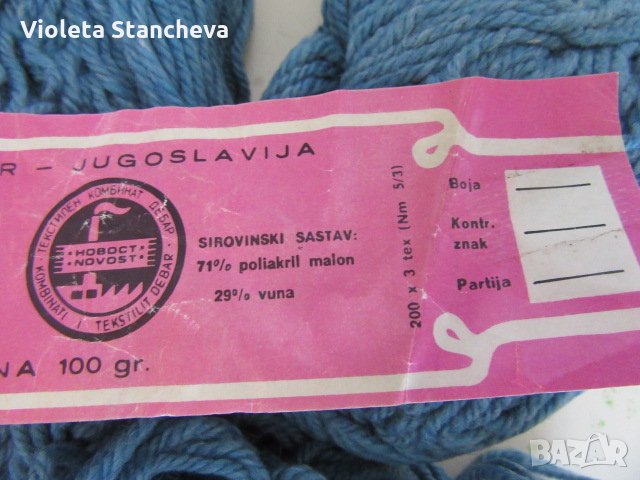 Violeta Stancheva
R – JUGOSLAVIJA
ТЕКСТИЛЕН КОМБИНАТ ДЕБАР
НОВОСТ
NOVOST
KOMBINATI I TEKSTILIT DEBAR
SIROVINSKI SASTAV:
71% poliakril malon
29% vuna
NA 100 gr.
200 x 3 tex (Nm 5/3)
Boja
Kontr.
znak
Partija
BAZAR